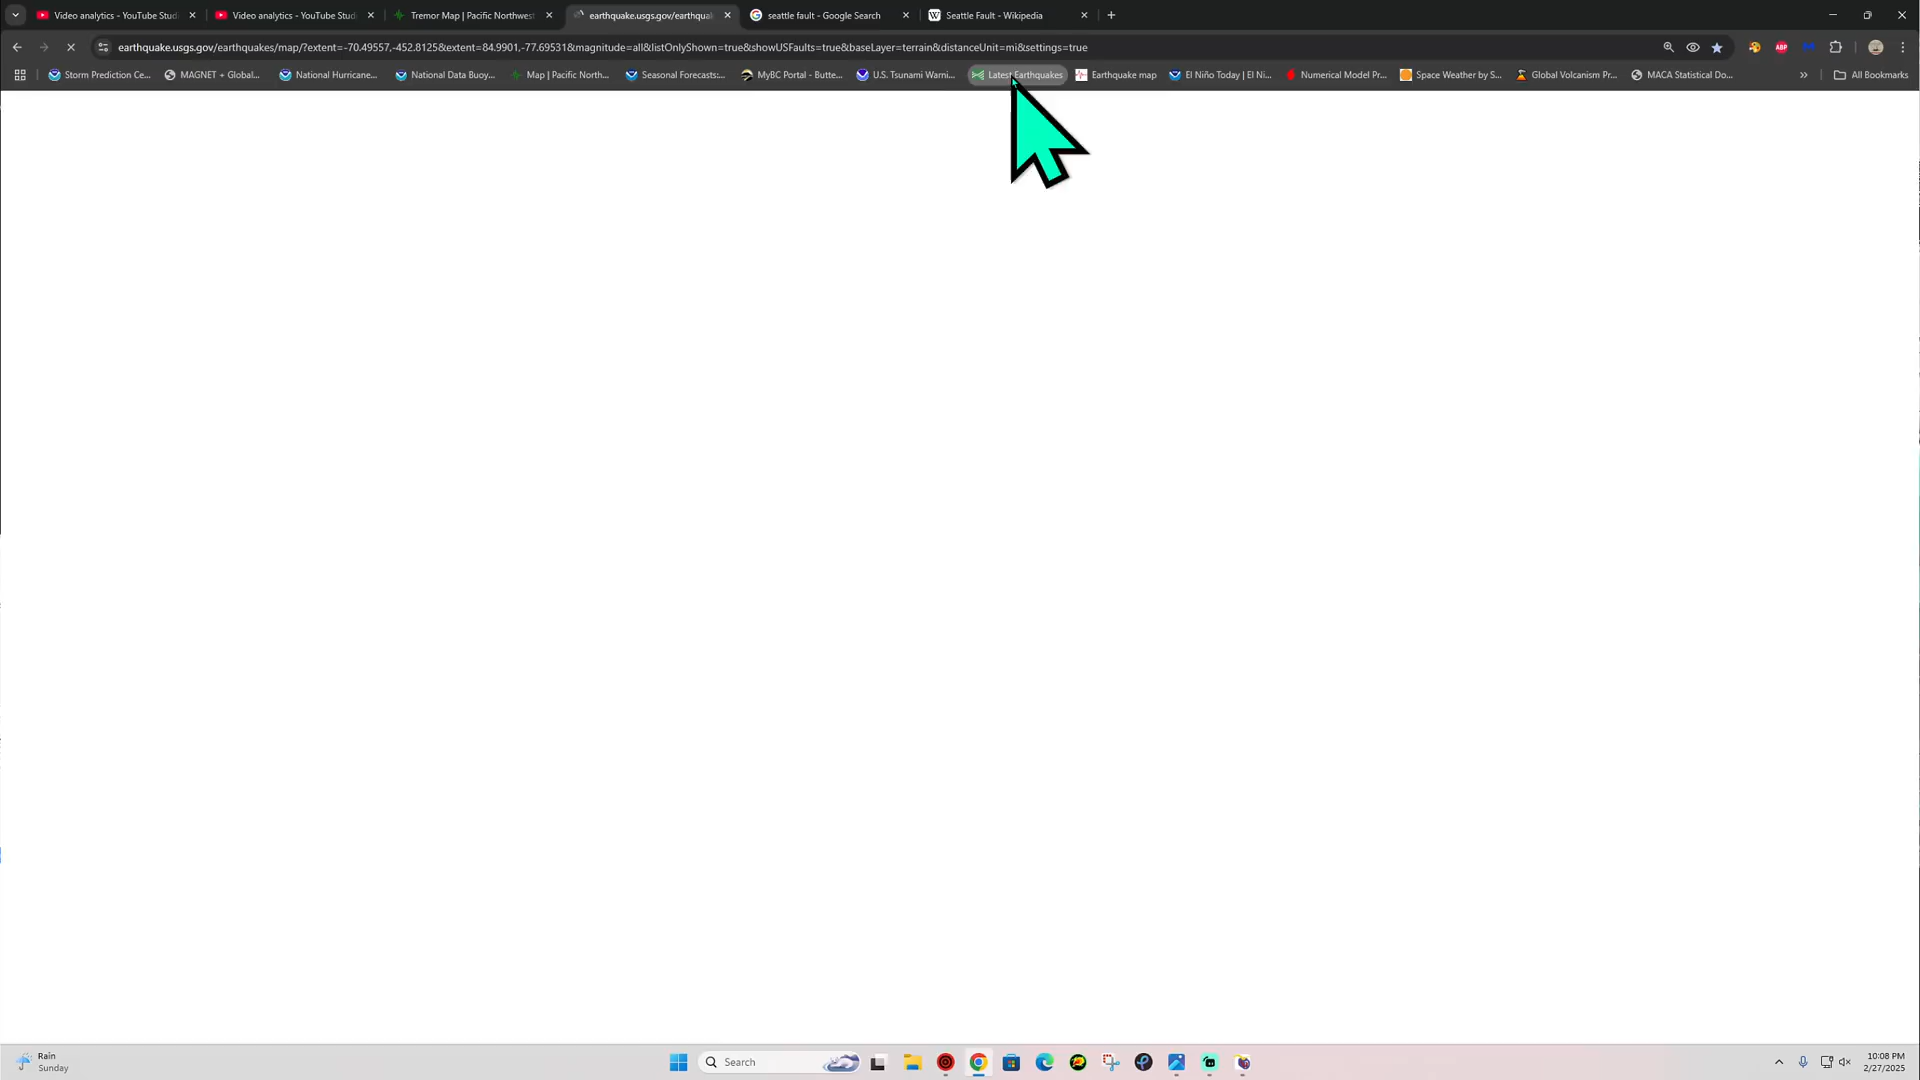 Video analytics - YouTube Studi
Video analytics - YouTube Studi
Tremor Map | Pacific Northwest
earthquake.usgs.gov/earthqua
seattle fault - Google Search
Seattle Fault - Wikipedia
earthquake.usgs.gov/earthquakes/map/?extent=-70.49557,-452.8125&extent=84.9901,-77.69531&magnitude=all&listOnlyShown=true&showUSFaults=true&baseLayer=terrain&distanceUnit=mi&settings=true
ABP
Storm Prediction Ce...
MAGNET + Global...
National Hurricane...
National Data Buoy...
Map | Pacific North...
Seasonal Forecasts:...
MyBC Portal - Butte...
U.S. Tsunami Warni...
Latest Earthquakes
Earthquake map
El Niño Today | El Ni...
Numerical Model Pr...
Space Weather by S...
Global Volcanism Pr...
MACA Statistical Do...
All Bookmarks
Rain
Sunday
Search
10:08 PM
2/27/2025